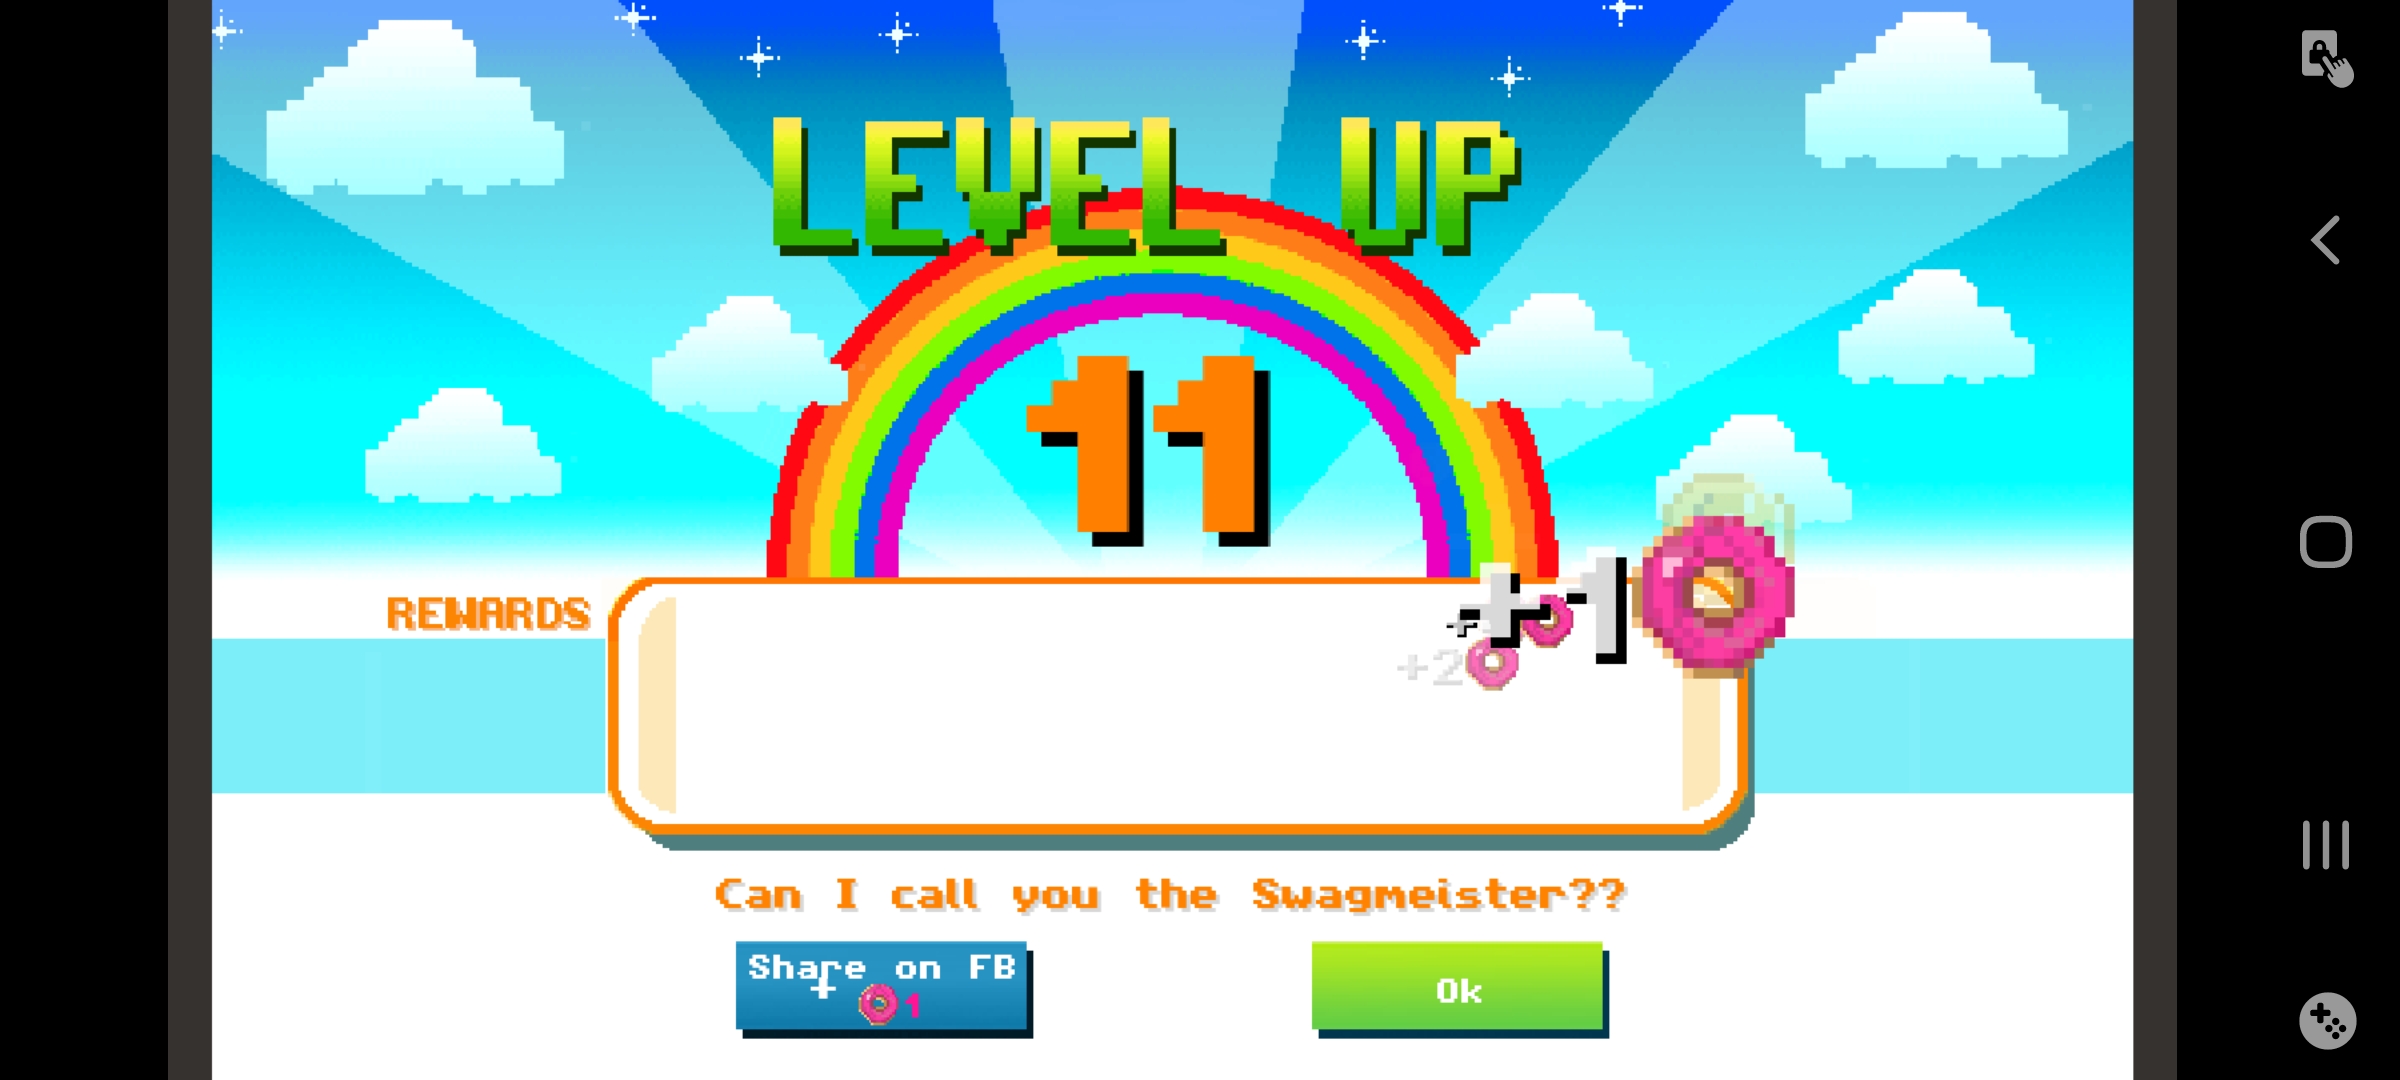 LEVEL UP
11
REWARDS
+1
+2
Can I call you the Swagmeister??
Share on FB
+ 1
Ok